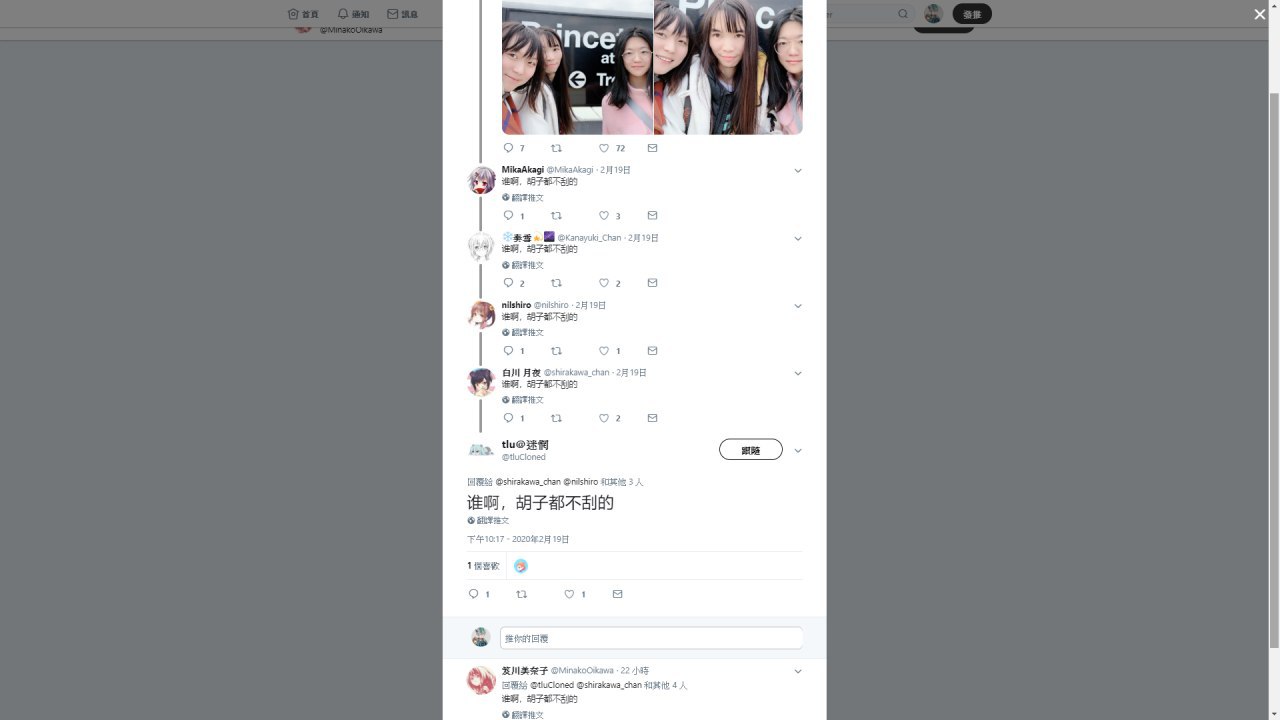 首頁 通知 訊息
發推
@MinakoOikawa
Princet
at
Tr
Princ
7 72
MikaAkagi @MikaAkagi · 2月19日
谁啊，胡子都不刮的
翻譯推文
1 3
❄️奏雪💫🌌 @Kanayuki_Chan · 2月19日
谁啊，胡子都不刮的
翻譯推文
2 2
nilshiro @nilshiro · 2月19日
谁啊，胡子都不刮的
翻譯推文
1 1
白川 月夜 @shirakawa_chan · 2月19日
谁啊，胡子都不刮的
翻譯推文
1 2
tlu@迷惘
@tluCloned
跟隨
回覆給 @shirakawa_chan @nilshiro 和其他 3 人
谁啊，胡子都不刮的
翻譯推文
下午10:17 - 2020年2月19日
1 個喜歡
1 1
推你的回覆
笈川美奈子 @MinakoOikawa · 22 小時
回覆給 @tluCloned @shirakawa_chan 和其他 4 人
谁啊，胡子都不刮的
翻譯推文